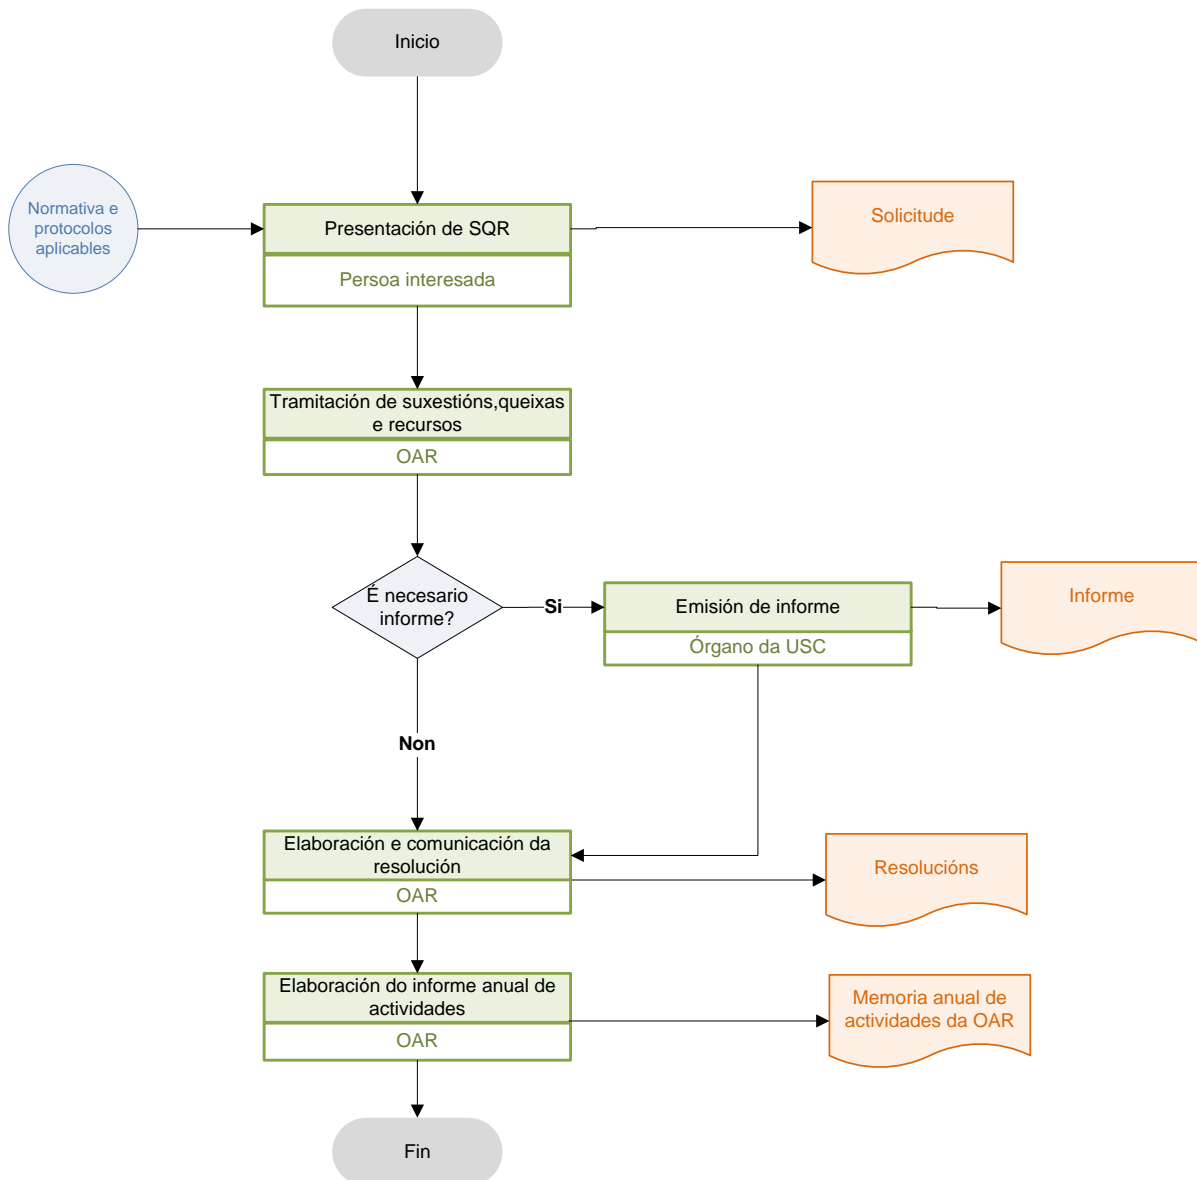 Inicio
Normativa e
protocolos
aplicables
Presentación de SQR
Persoa interesada
Solicitude
Tramitación de suxestións,queixas
e recursos
OAR
É necesario
informe?
Si
Emisión de informe
Órgano da USC
Informe
Non
Elaboración e comunicación da
resolución
OAR
Resolucións
Elaboración do informe anual de
actividades
OAR
Memoria anual de
actividades da OAR
Fin